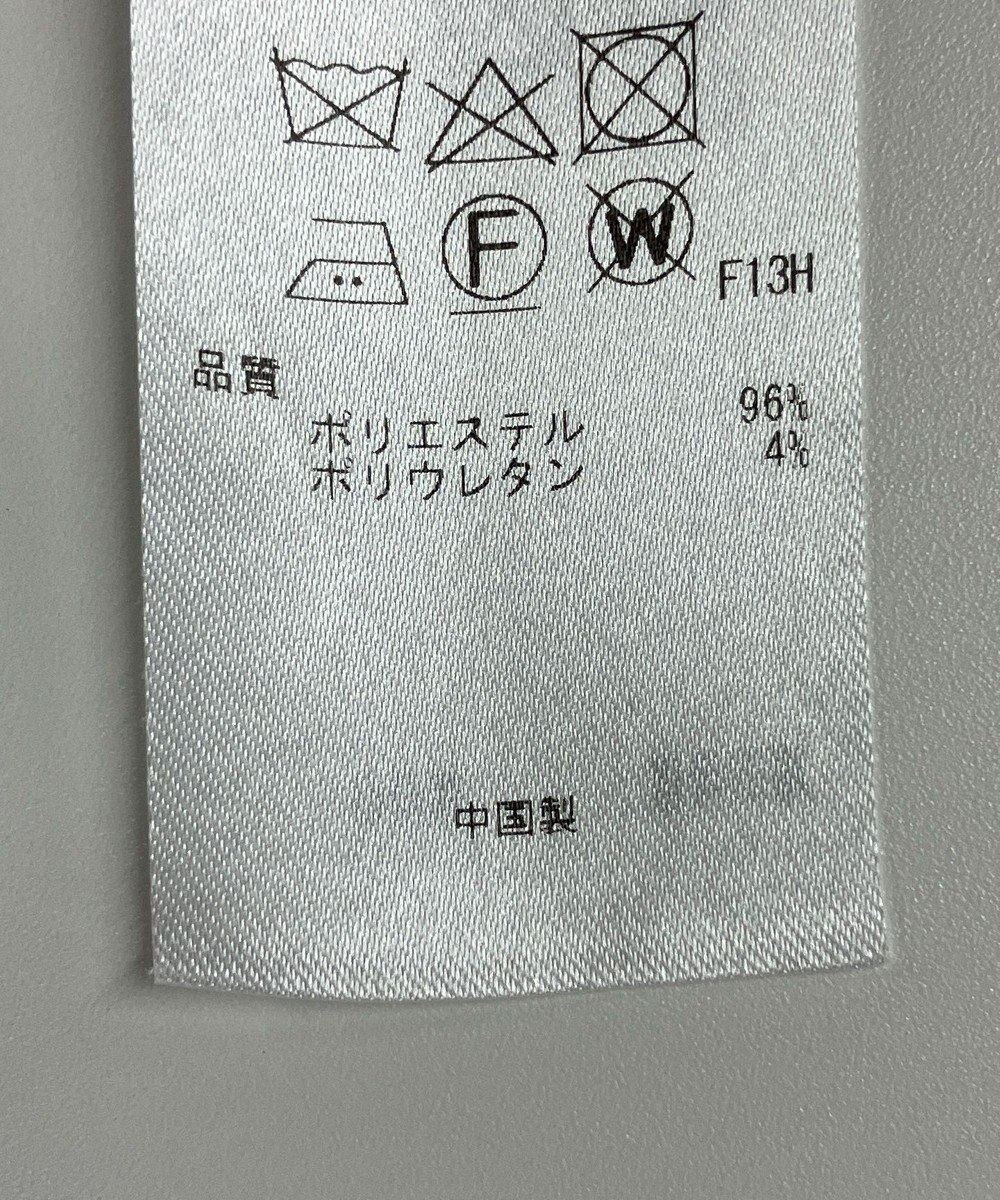 F W F13H
品質
ポリエステル 96%
ポリウレタン 4%
中国製